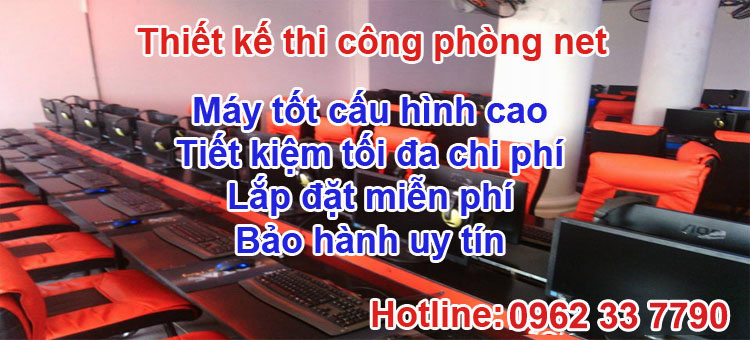 Thiết kế thi công phòng net
Máy tốt cấu hình cao
Tiết kiệm tối đa chi phí
Lắp đặt miễn phí
Bảo hành uy tín
AOC
Hotline: 0962 33 7790